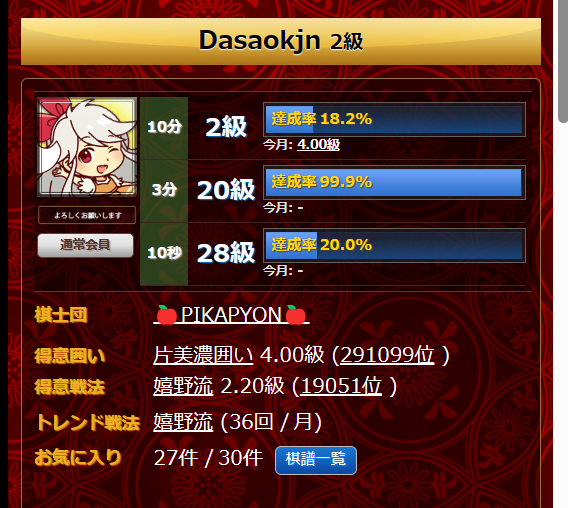 Dasaokjn 2級
10分 2級 達成率 18.2%
今月: 4.00級
3分 20級 達成率 99.9%
今月: -
よろしくお願いします
通常会員
10秒 28級 達成率 20.0%
今月: -
棋士団 🍎PIKAPYON🍎
得意囲い 片美濃囲い 4.00級 (291099位 )
得意戦法 嬉野流 2.20級 (19051位 )
トレンド戦法 嬉野流 (36回 / 月)
お気に入り 27件 / 30件 棋譜一覧